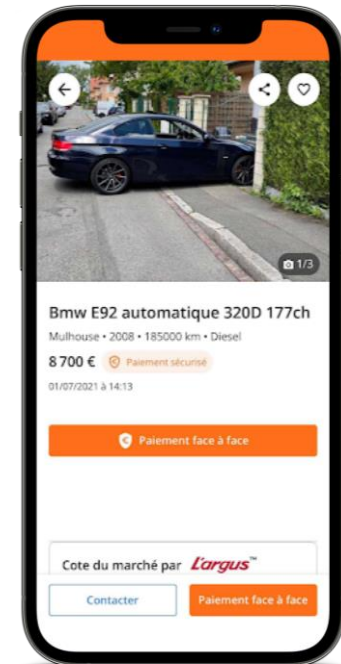 1/3
Bmw E92 automatique 320D 177ch
Mulhouse • 2008 • 185000 km • Diesel
8 700 € Paiement sécurisé
01/07/2021 à 14:13
Paiement face à face
Cote du marché par L'argus™
Contacter
Paiement face à face